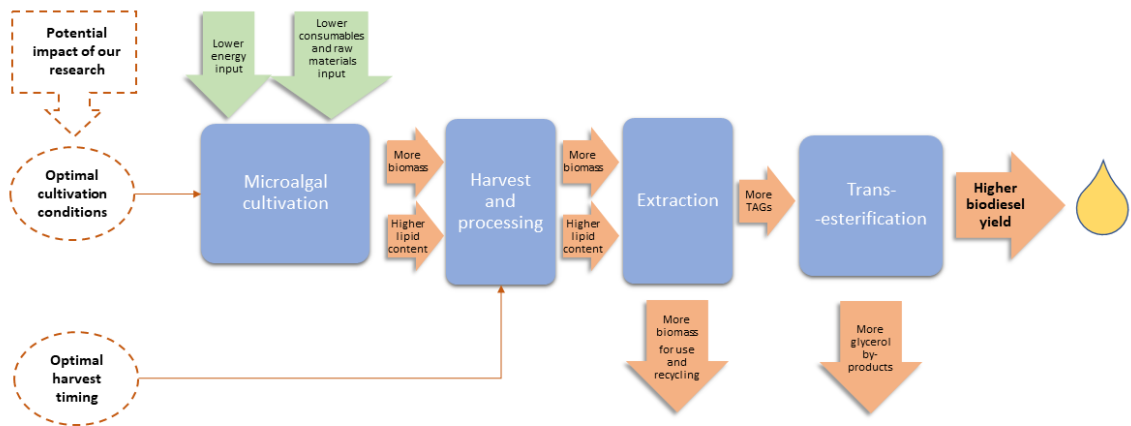 Potential
impact of our
research
Lower
energy
input
Lower
consumables
and raw
materials
input
Optimal
cultivation
conditions
Microalgal
cultivation
More
biomass
Higher lipid
content
Harvest
and
processing
More
biomass
Higher lipid
content
Extraction
More
TAGs
Trans-
-esterification
Higher
biodiesel
yield
Optimal
harvest
timing
More
biomass
for use and
recycling
More
glycerol
by-
products